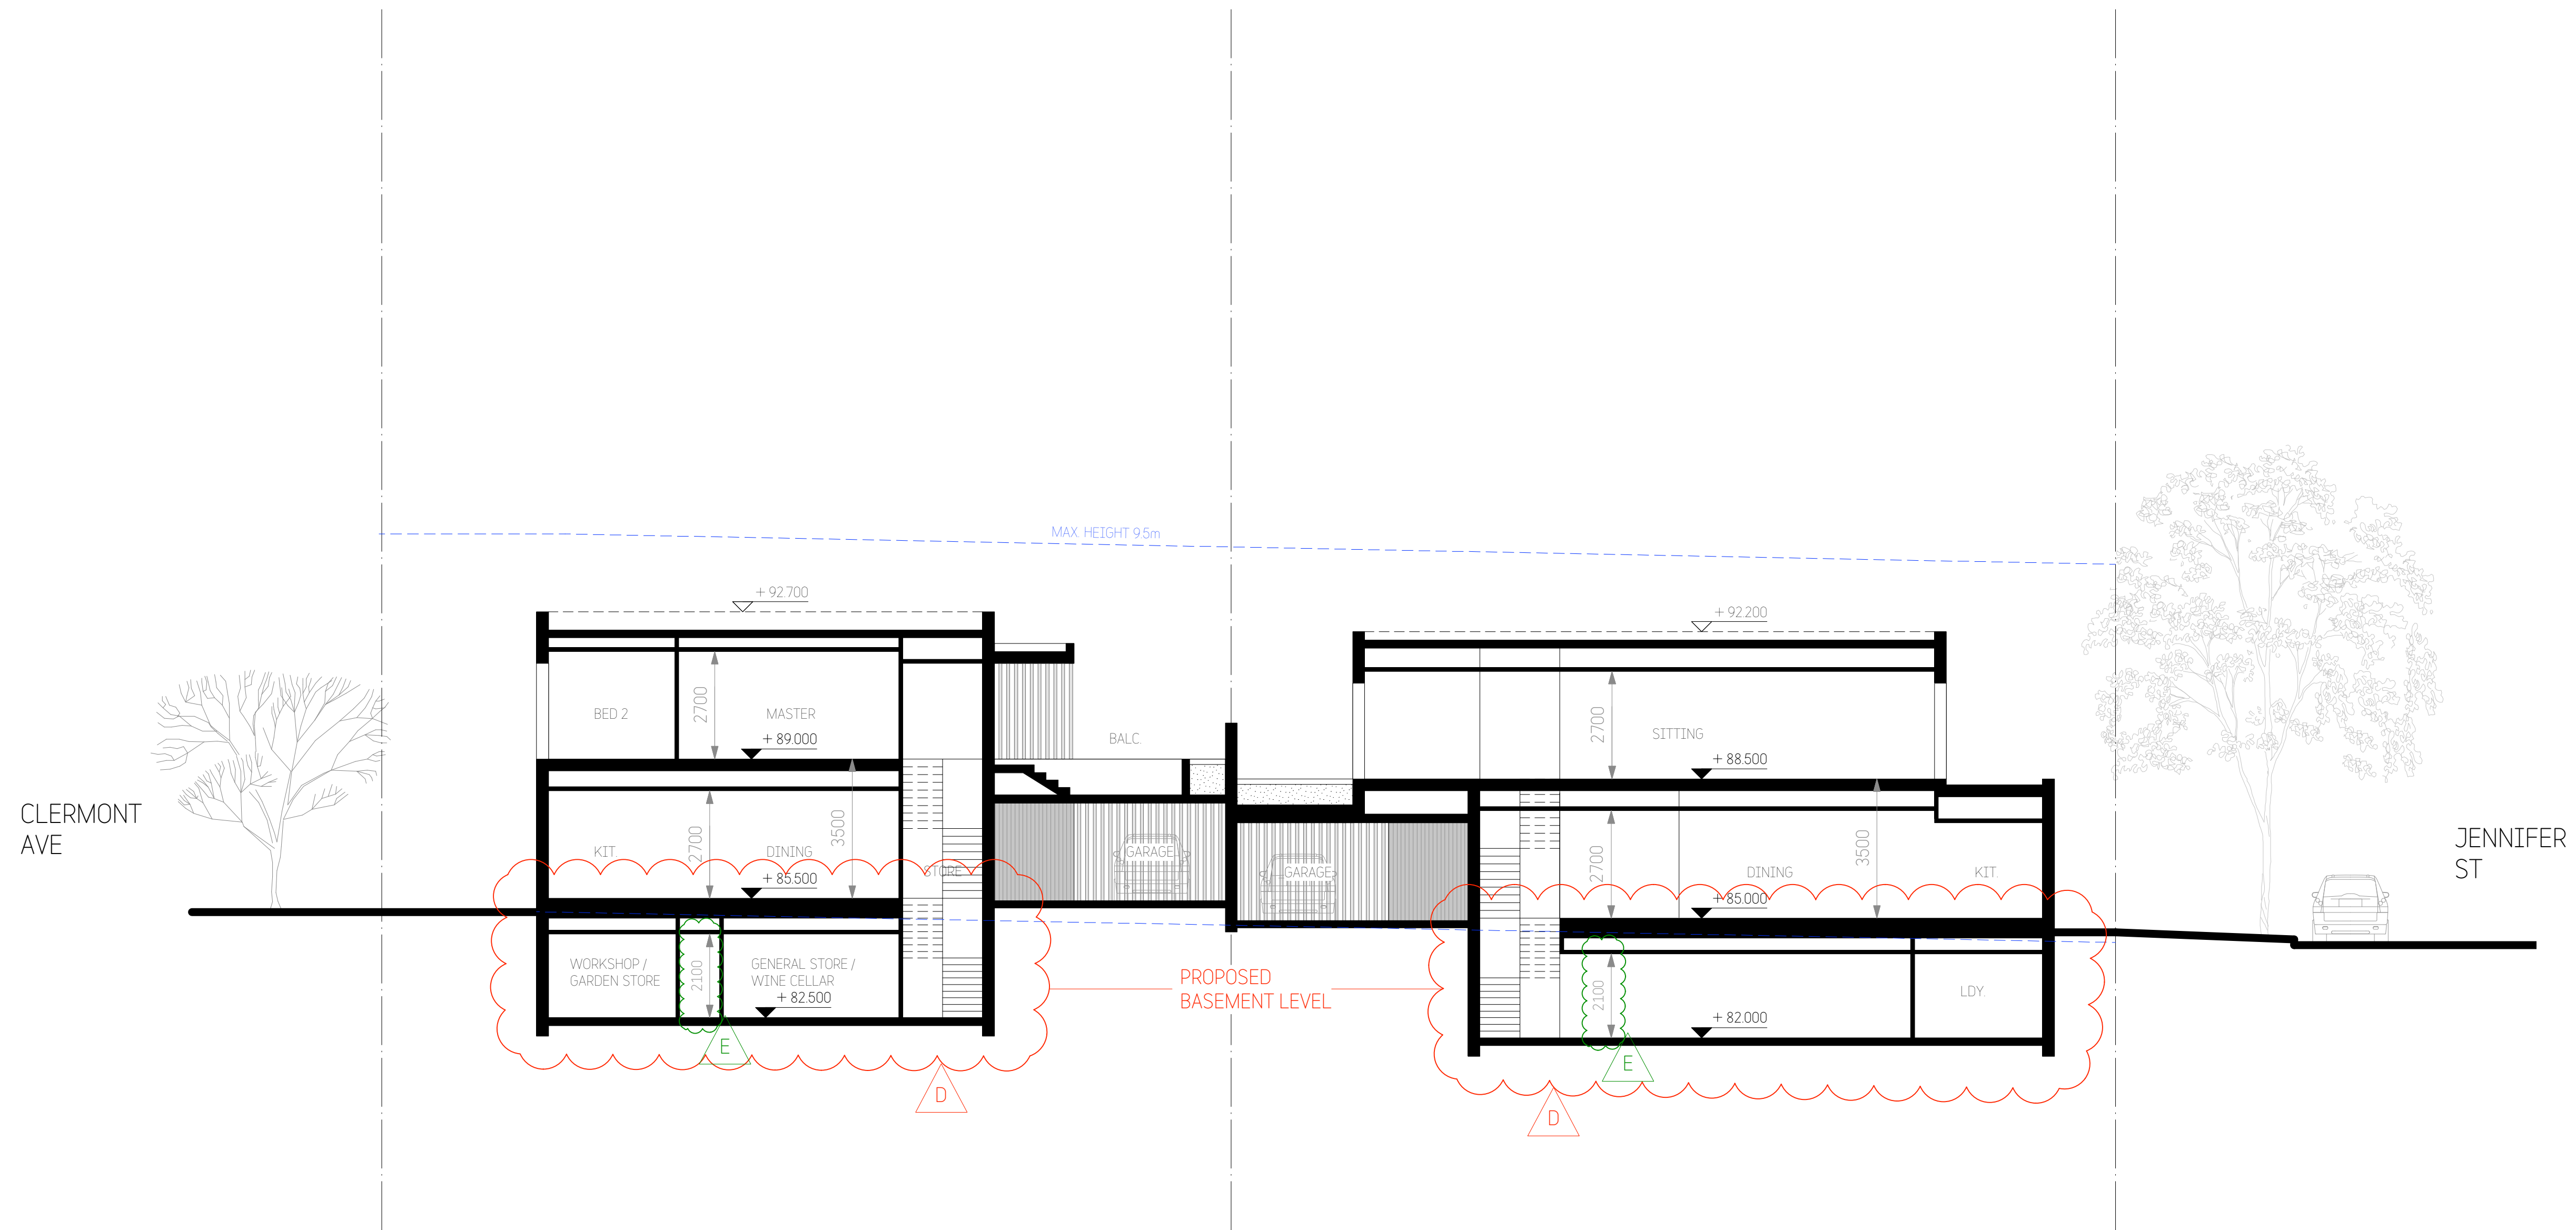 MAX. HEIGHT 9.5m
+ 92.700
+ 92.200
BED 2
2700
MASTER
+ 89.000
BALC.
2700
SITTING
+ 88.500
CLERMONT
AVE
KIT.
2700
DINING
3500
+ 85.500
STORE
GARAGE
GARAGE
2700
DINING
3500
KIT.
+ 85.000
JENNIFER
ST
WORKSHOP /
GARDEN STORE
2100
GENERAL STORE /
WINE CELLAR
+ 82.500
PROPOSED
BASEMENT LEVEL
2100
LDY.
+ 82.000
E
D
E
D